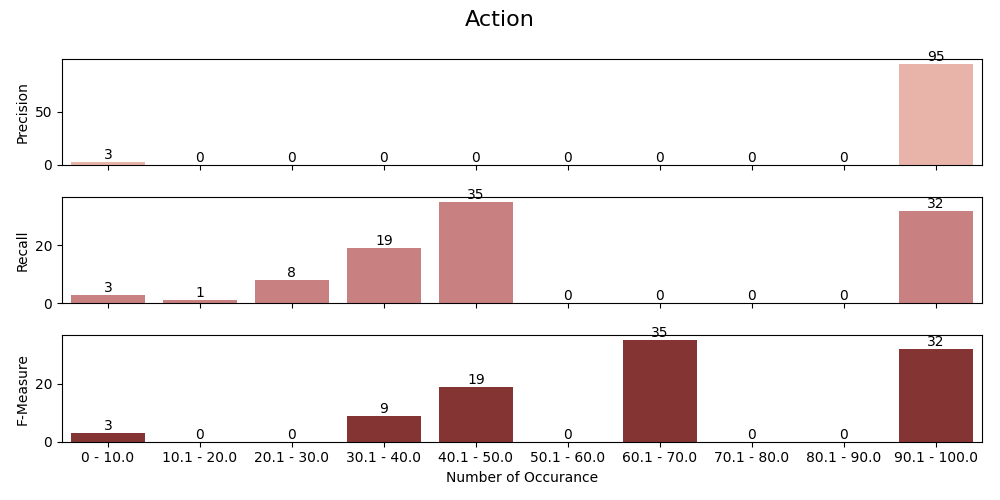 Action
Precision
50
0
3 0 0 0 0 0 0 0 0 95
Recall
20
0
3 1 8 19 35 0 0 0 0 32
F-Measure
20
0
3 0 0 9 19 0 35 0 0 32
0 - 10.0 10.1 - 20.0 20.1 - 30.0 30.1 - 40.0 40.1 - 50.0 50.1 - 60.0 60.1 - 70.0 70.1 - 80.0 80.1 - 90.0 90.1 - 100.0
Number of Occurance